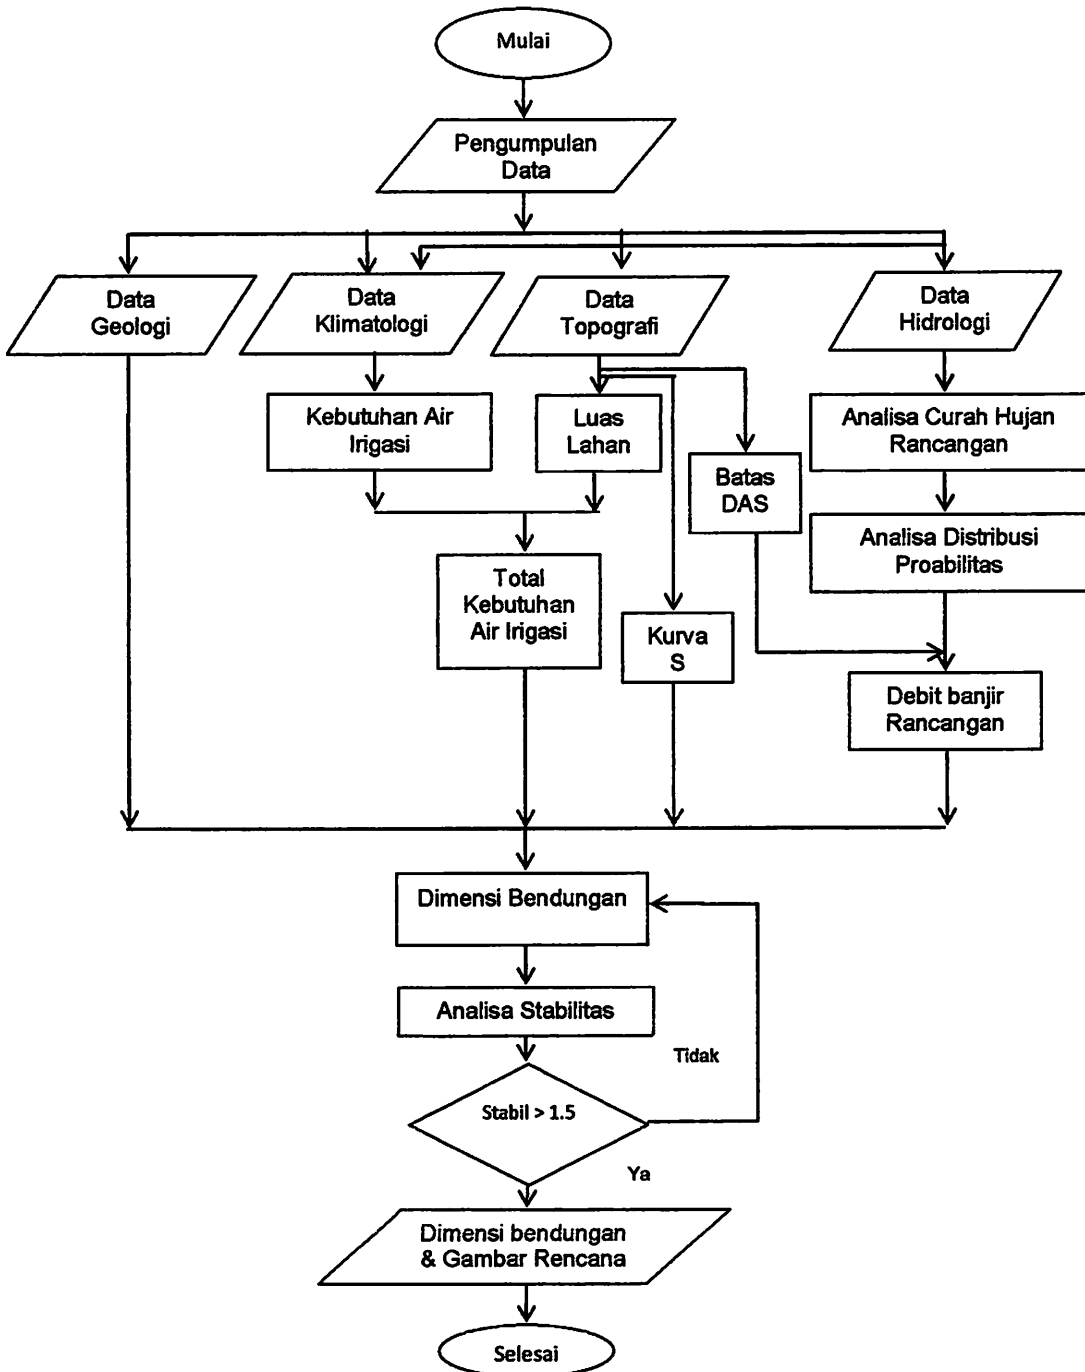 Mulai
Pengumpulan
Data
Data
Geologi
Data
Klimatologi
Data
Topografi
Data
Hidrologi
Kebutuhan Air
Irigasi
Luas
Lahan
Analisa Curah Hujan
Rancangan
Batas
DAS
Analisa Distribusi
Proabilitas
Total
Kebutuhan
Air Irigasi
Kurva
S
Debit banjir
Rancangan
Dimensi Bendungan
Analisa Stabilitas
Tidak
Stabil > 1.5
Ya
Dimensi bendungan
& Gambar Rencana
Selesai